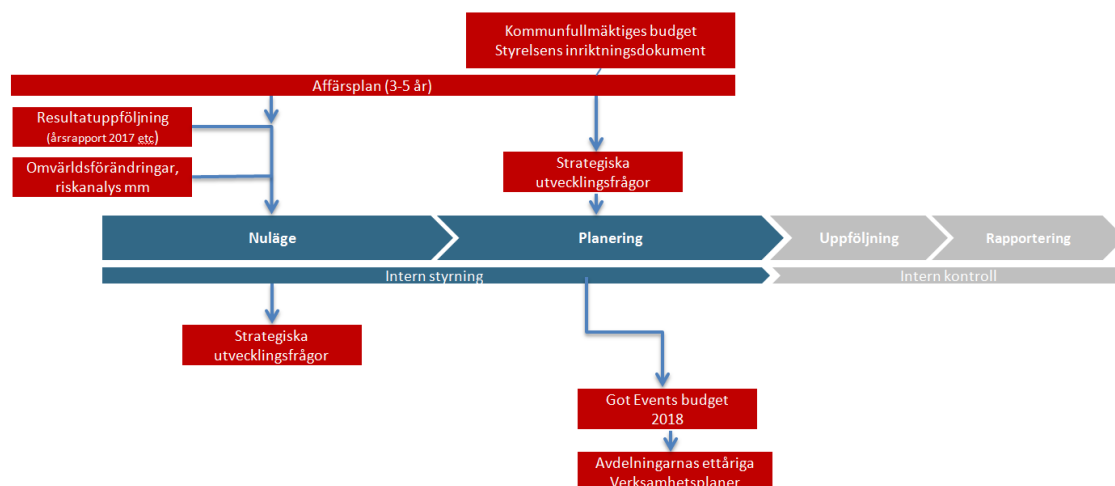 Kommunfullmäktiges budget
Styrelsens inriktningsdokument
Affärsplan (3-5 år)
Resultatuppföljning
(årsrapport 2017 etc)
Omvärldsförändringar,
riskanalys mm
Strategiska
utvecklingsfrågor
Nuläge
Planering
Uppföljning
Rapportering
Intern styrning
Intern kontroll
Strategiska
utvecklingsfrågor
Got Events budget
2018
Avdelningarnas ettåriga
Verksamhetsplaner